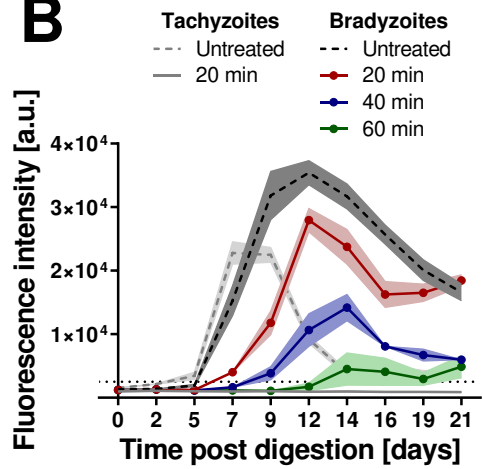 B
Tachyzoites
Untreated
20 min
Bradyzoites
Untreated
20 min
40 min
60 min
Fluorescence intensity [a.u.]
4×10⁴
3×10⁴
2×10⁴
1×10⁴
0 2 5 7 9 12 14 16 19 21
Time post digestion [days]